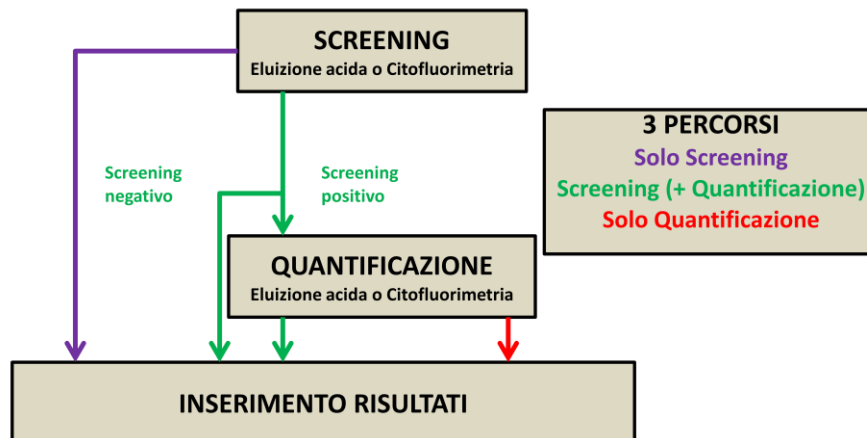 SCREENING
Eluizione acida o Citofluorimetria
3 PERCORSI
Solo Screening
Screening (+ Quantificazione)
Solo Quantificazione
Screening
negativo
Screening
positivo
QUANTIFICAZIONE
Eluizione acida o Citofluorimetria
INSERIMENTO RISULTATI